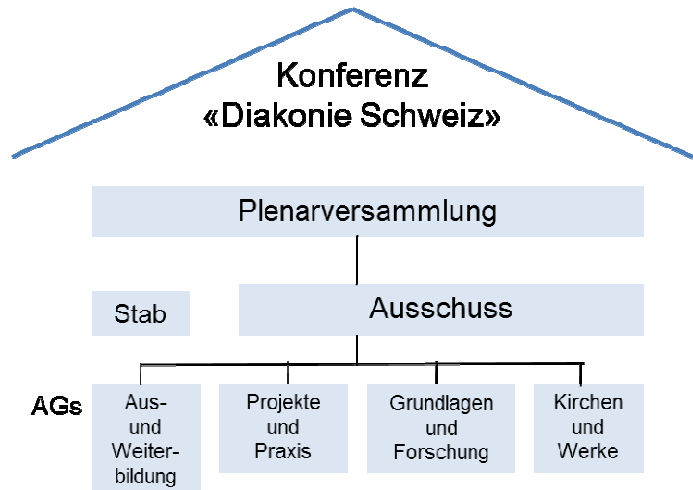 Konferenz
«Diakonie Schweiz»
Plenarversammlung
Stab
Ausschuss
AGs
Aus-
und
Weiter-
bildung
Projekte
und
Praxis
Grundlagen
und
Forschung
Kirchen
und
Werke